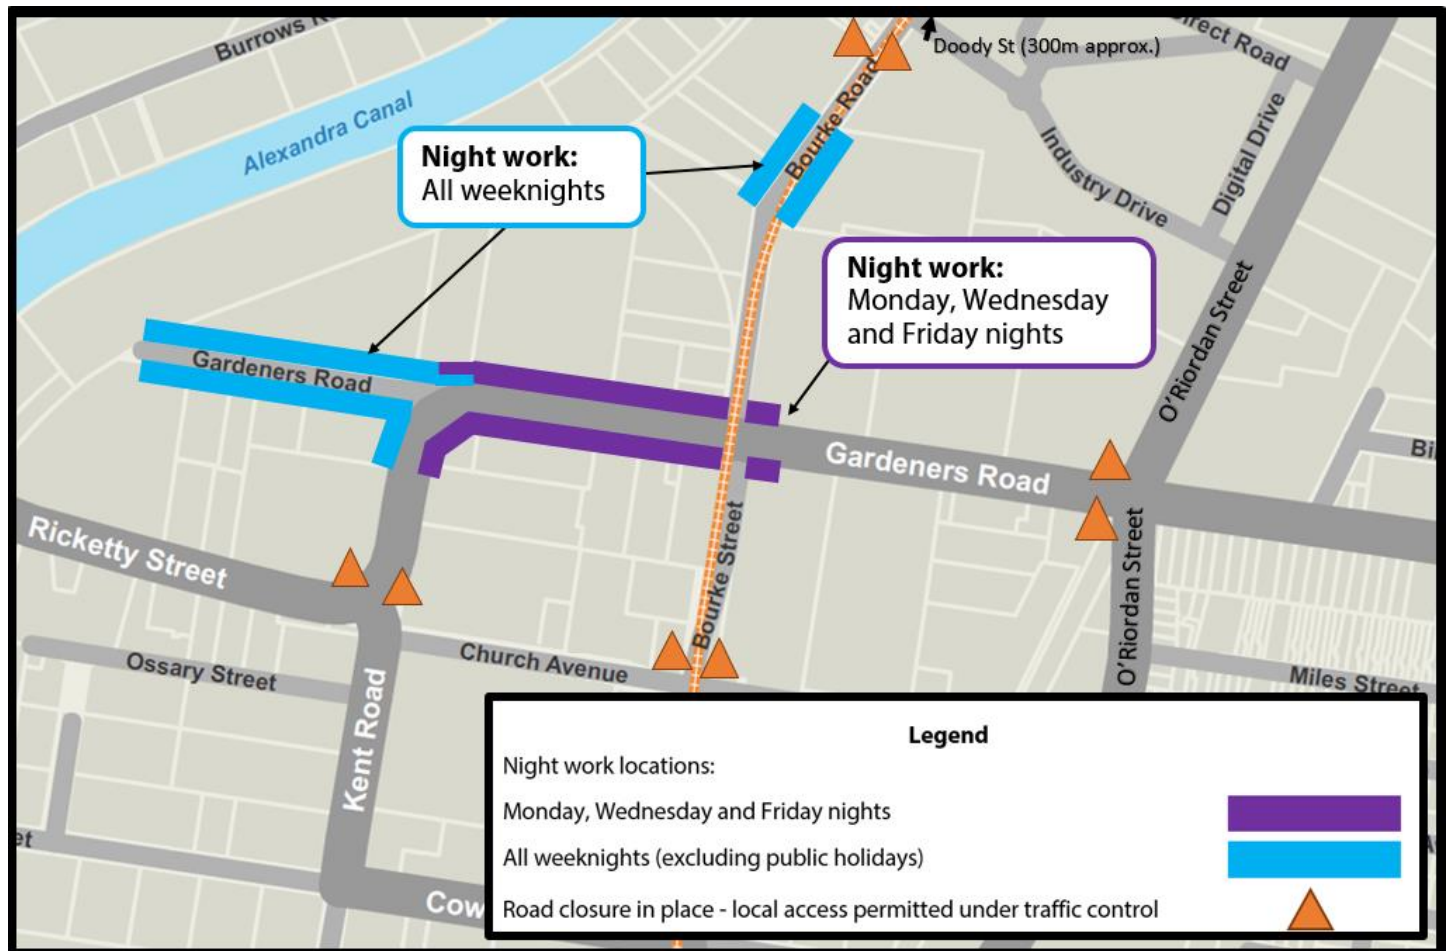 Burrows
Doody St (300m approx.)
Road
Alexandra Canal
Night work:
All weeknights
Bourke Road
Industry Drive
Digital Drive
Night work:
Monday, Wednesday
and Friday nights
O'Riordan Street
Gardeners Road
Gardeners Road
Ricketty Street
Bourke Street
O'Riordan Street
Church Avenue
Ossary Street
Miles Street
Kent Road
Legend
Night work locations:
Monday, Wednesday and Friday nights
All weeknights (excluding public holidays)
Road closure in place - local access permitted under traffic control